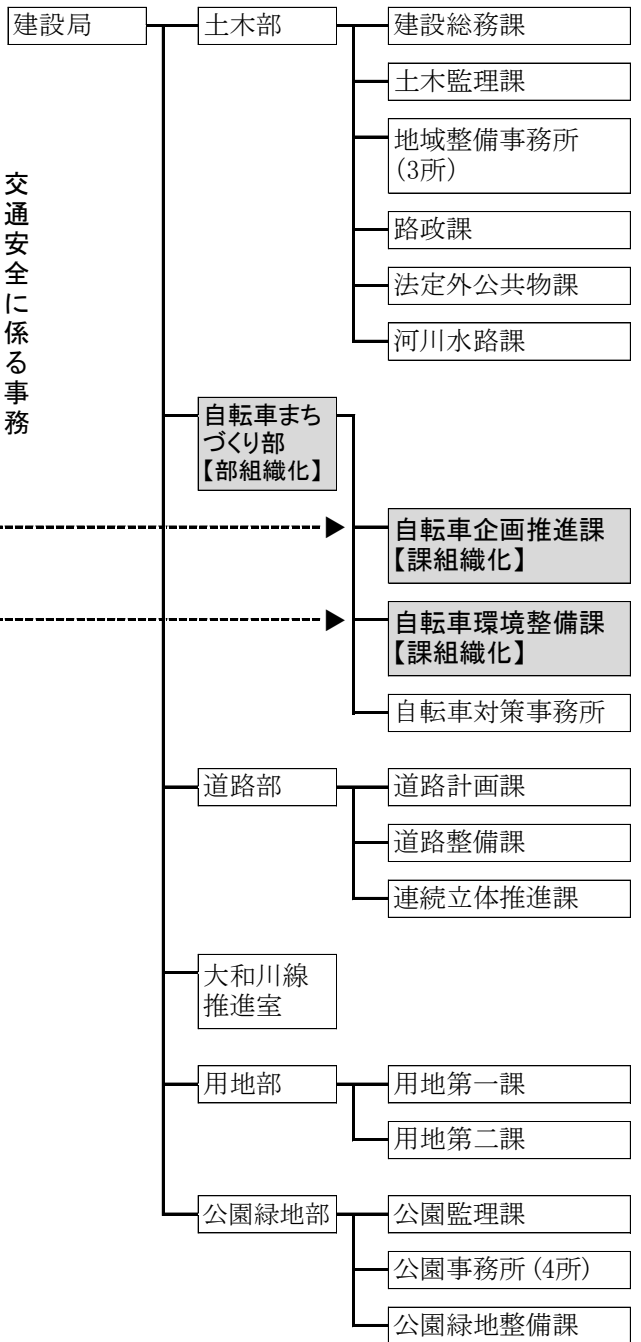 建設局
土木部
建設総務課
土木監理課
地域整備事務所
(3所)
路政課
法定外公共物課
河川水路課
交通安全に係る事務
自転車まち
づくり部
【部組織化】
自転車企画推進課
【課組織化】
自転車環境整備課
【課組織化】
自転車対策事務所
道路部
道路計画課
道路整備課
連続立体推進課
大和川線
推進室
用地部
用地第一課
用地第二課
公園緑地部
公園監理課
公園事務所 (4所)
公園緑地整備課